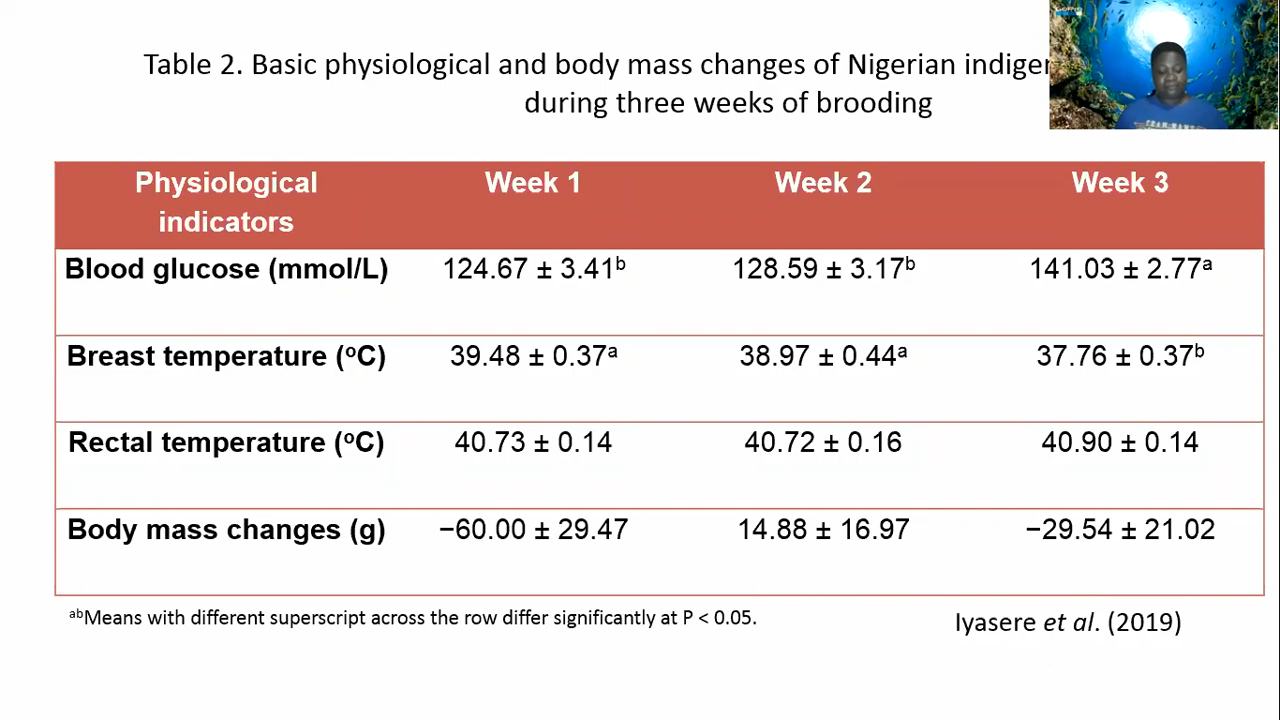 Table 2. Basic physiological and body mass changes of Nigerian
during three weeks of brooding
Physiological indicators Week 1 Week 2 Week 3
Blood glucose (mmol/L) 124.67 ± 3.41ᵇ 128.59 ± 3.17ᵇ 141.03 ± 2.77ᵃ
Breast temperature (ᵒC) 39.48 ± 0.37ᵃ 38.97 ± 0.44ᵃ 37.76 ± 0.37ᵇ
Rectal temperature (ᵒC) 40.73 ± 0.14 40.72 ± 0.16 40.90 ± 0.14
Body mass changes (g) −60.00 ± 29.47 14.88 ± 16.97 −29.54 ± 21.02
ᵃᵇMeans with different superscript across the row differ significantly at P < 0.05.
Iyasere et al. (2019)